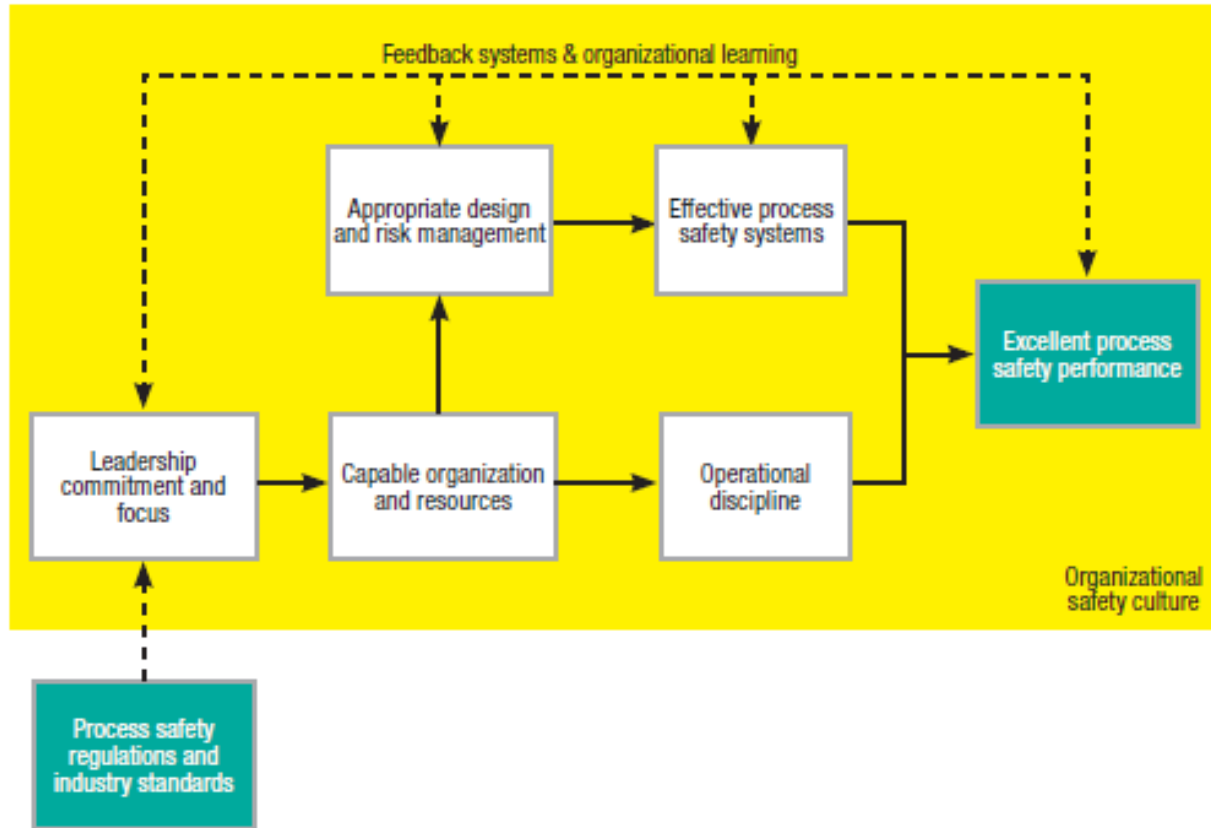 Feedback systems & organizational learning
Appropriate design
and risk management
Effective process
safety systems
Excellent process
safety performance
Leadership
commitment and
focus
Capable organization
and resources
Operational
discipline
Organizational
safety culture
Process safety
regulations and
industry standards